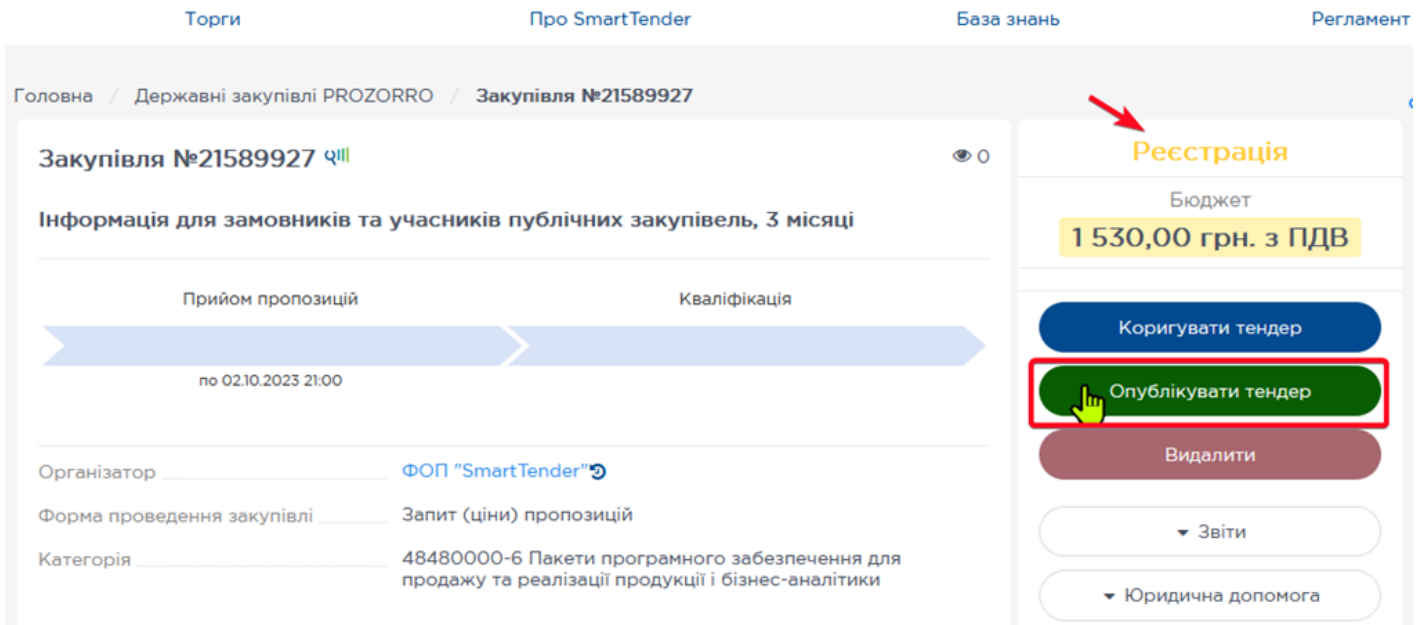 Торги Про SmartTender База знань Регламент
Головна / Державні закупівлі PROZORRO / Закупівля №21589927
Закупівля №21589927
0
Інформація для замовників та учасників публічних закупівель, 3 місяці
Прийом пропозицій Кваліфікація
по 02.10.2023 21:00
Організатор ФОП "SmartTender"
Форма проведення закупівлі Запит (ціни) пропозицій
Категорія 48480000-6 Пакети програмного забезпечення для
продажу та реалізації продукції і бізнес-аналітики
Реєстрація
Бюджет
1 530,00 грн. з ПДВ
Коригувати тендер
Опублікувати тендер
Видалити
Звіти
Юридична допомога